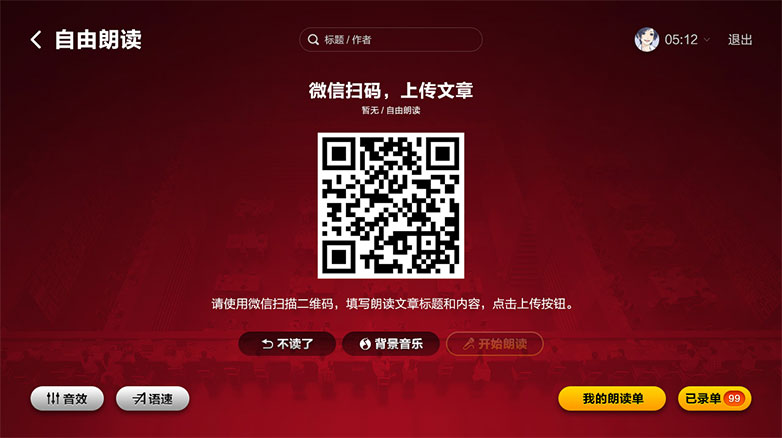 自由朗读
标题 / 作者
05:12
退出
微信扫码，上传文章
暂无 / 自由朗读
请使用微信扫描二维码，填写朗读文章标题和内容，点击上传按钮。
不读了
背景音乐
开始朗读
音效
语速
我的朗读单
已录单 99